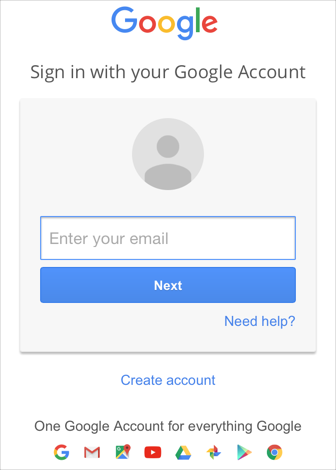 Google
Sign in with your Google Account
Enter your email
Next
Need help?
Create account
One Google Account for everything Google